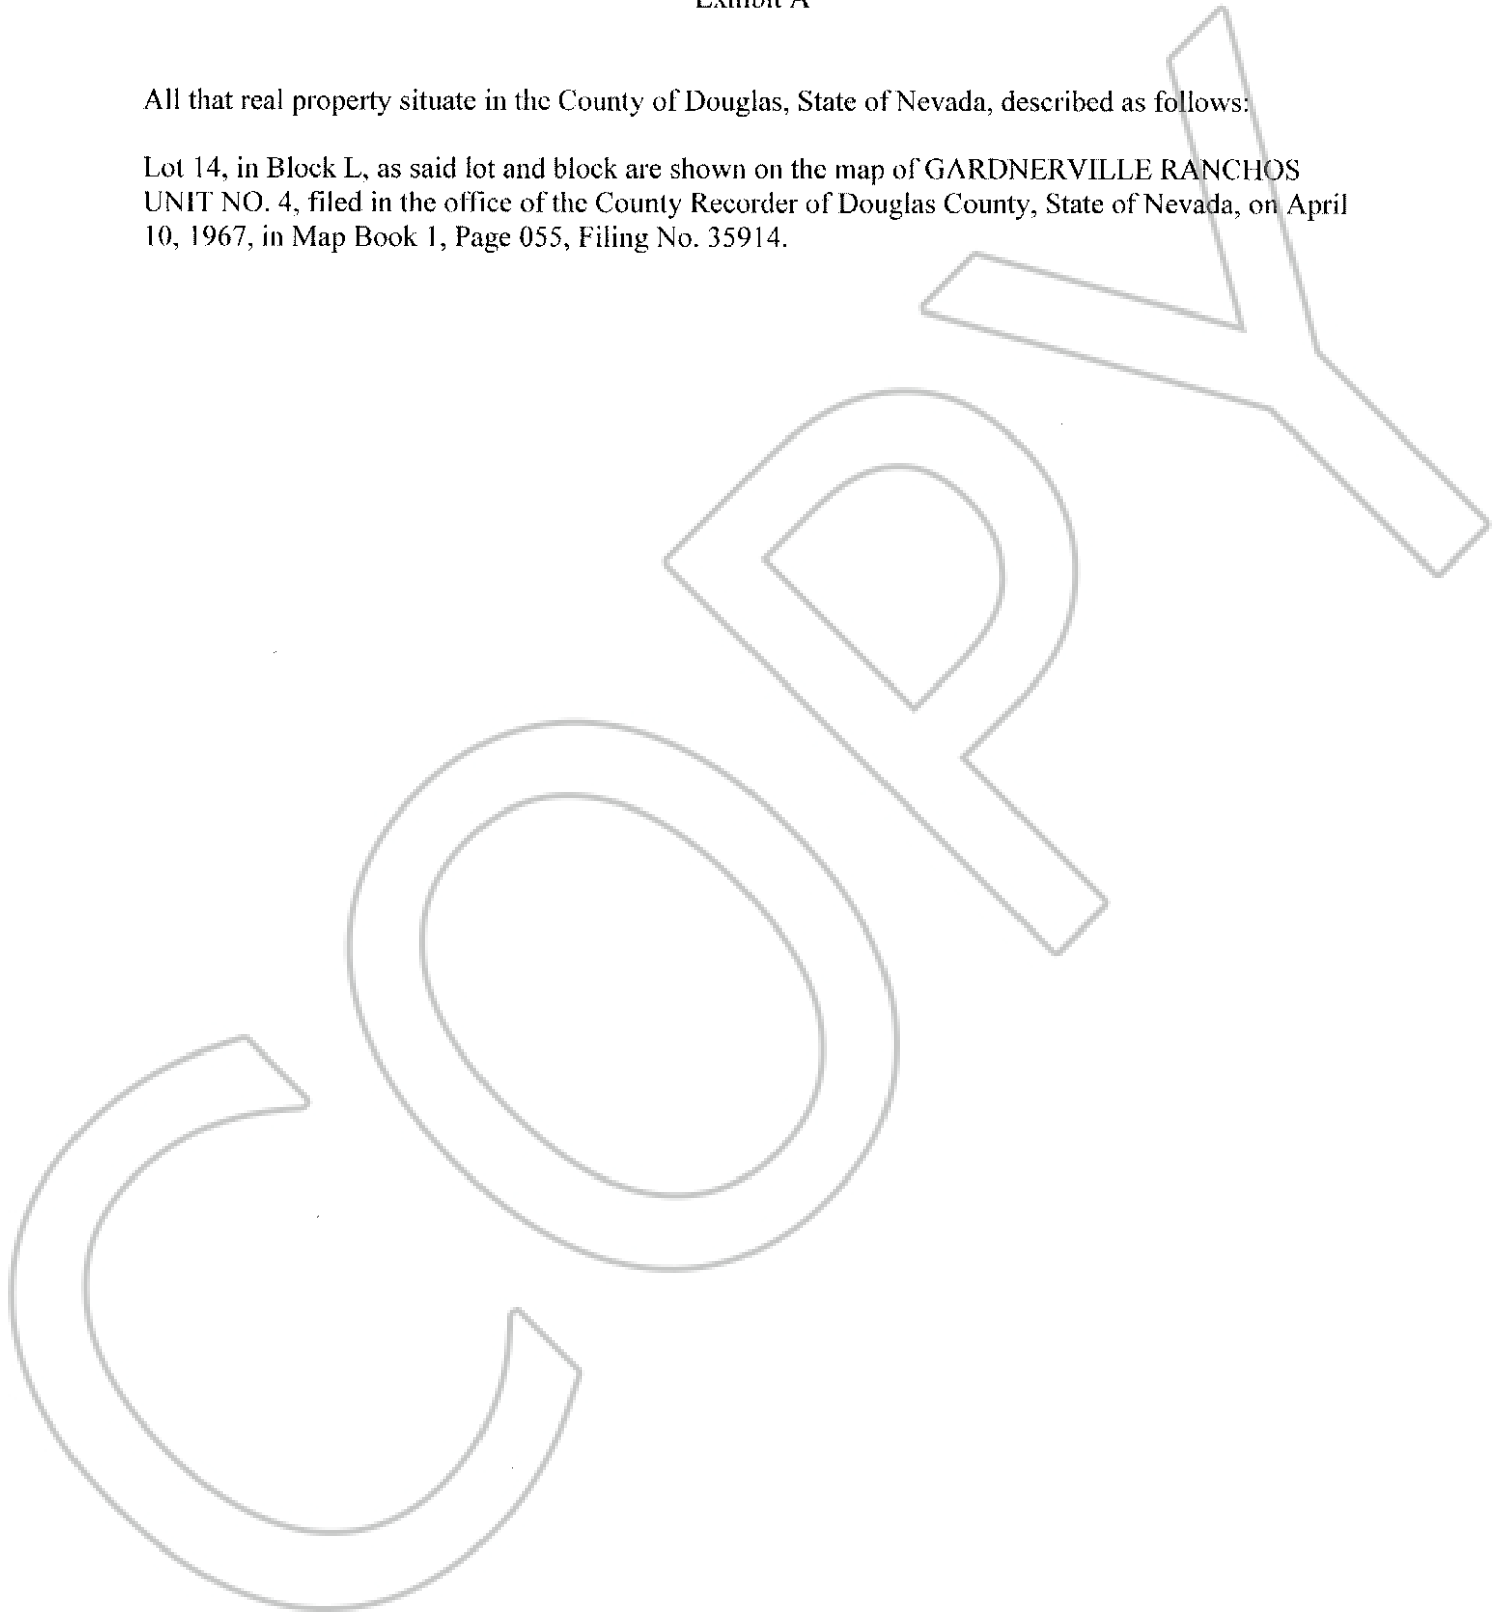 Exhibit A
All that real property situate in the County of Douglas, State of Nevada, described as follows:
Lot 14, in Block L, as said lot and block are shown on the map of GARDNERVILLE RANCHOS
UNIT NO. 4, filed in the office of the County Recorder of Douglas County, State of Nevada, on April
10, 1967, in Map Book 1, Page 055, Filing No. 35914.
COPY